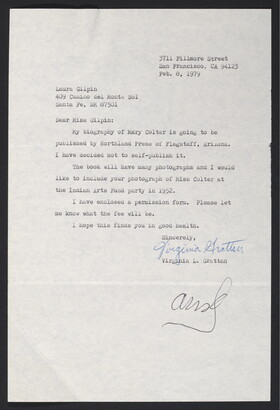 3711 Fillmore Street
San Francisco, CA 94123
Feb. 8, 1979
Laura Gilpin
409 Camino del Monte Sol
Santa Fe, NM 87501
Dear Miss Gilpin:
My biography of Mary Colter is going to be
published by Northland Press of Flagstaff, Arizona.
I have decided not to self-publish it.
The book will have many photographs and I would
like to include your photograph of Miss Colter at
the Indian Arts Fund party in 1952.
I have enclosed a permission form. Please let
me know what the fee will be.
I hope this finds you in good health.
Sincerely,
Virginia Grattan
Virginia L. Grattan